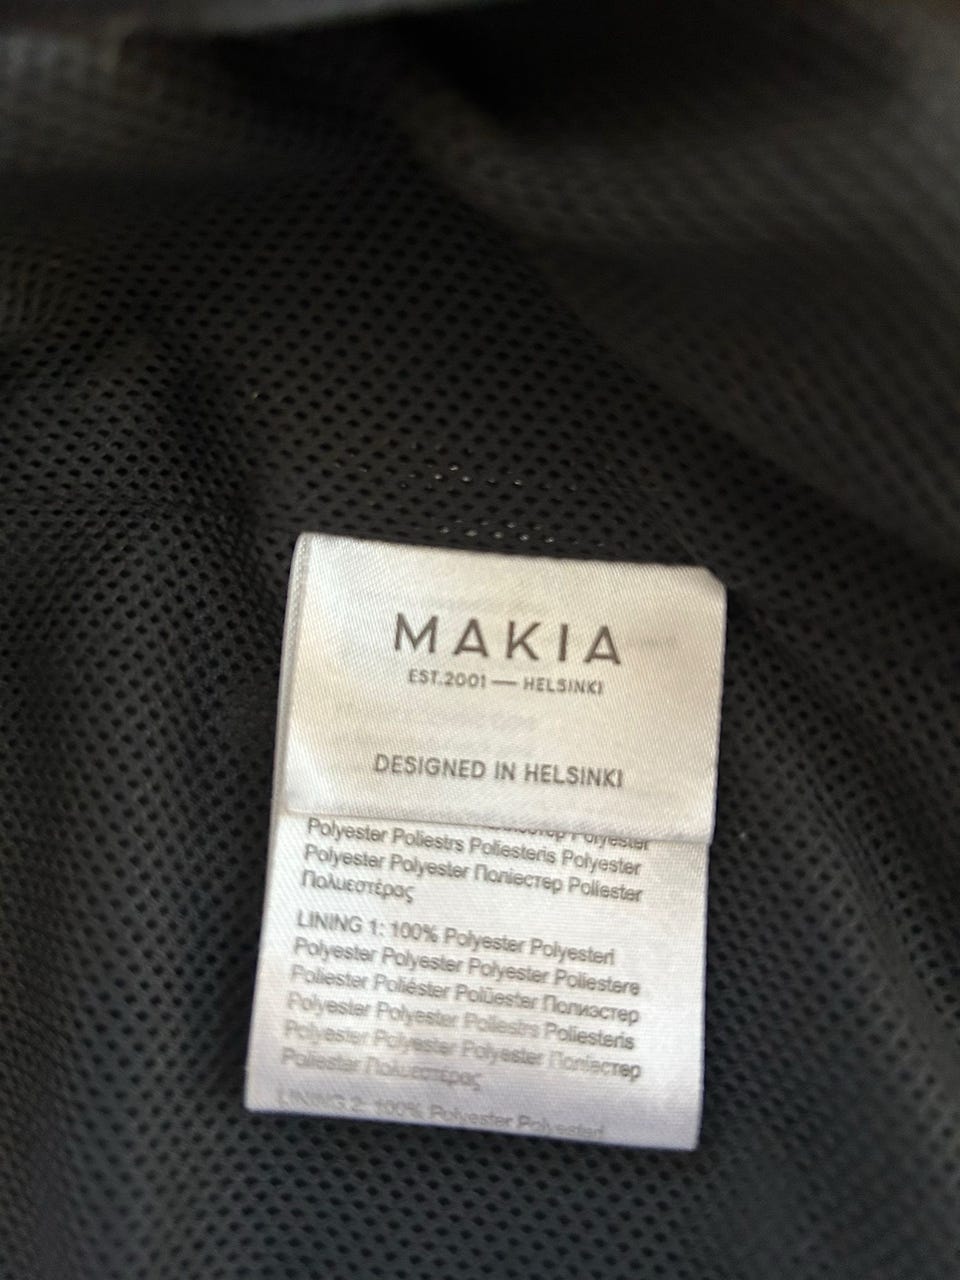 MAKIA
EST.2001 — HELSINKI
DESIGNED IN HELSINKI
Polyester
Polyester Poliestrs Poliesteris Polyester
Polyester Polyester Поліестер Poliester
Πολυεστέρας
LINING 1: 100% Polyester Polyesteri
Polyester Polyester Polyester Poliestere
Poliester Poliéster Polüester Полиэстер
Polyester Polyester Poliestrs Poliesteris
Polyester Polyester Polyester Поліестер
Poliester Πολυεστέρας
LINING 2: 100% Polyester Polyesteri